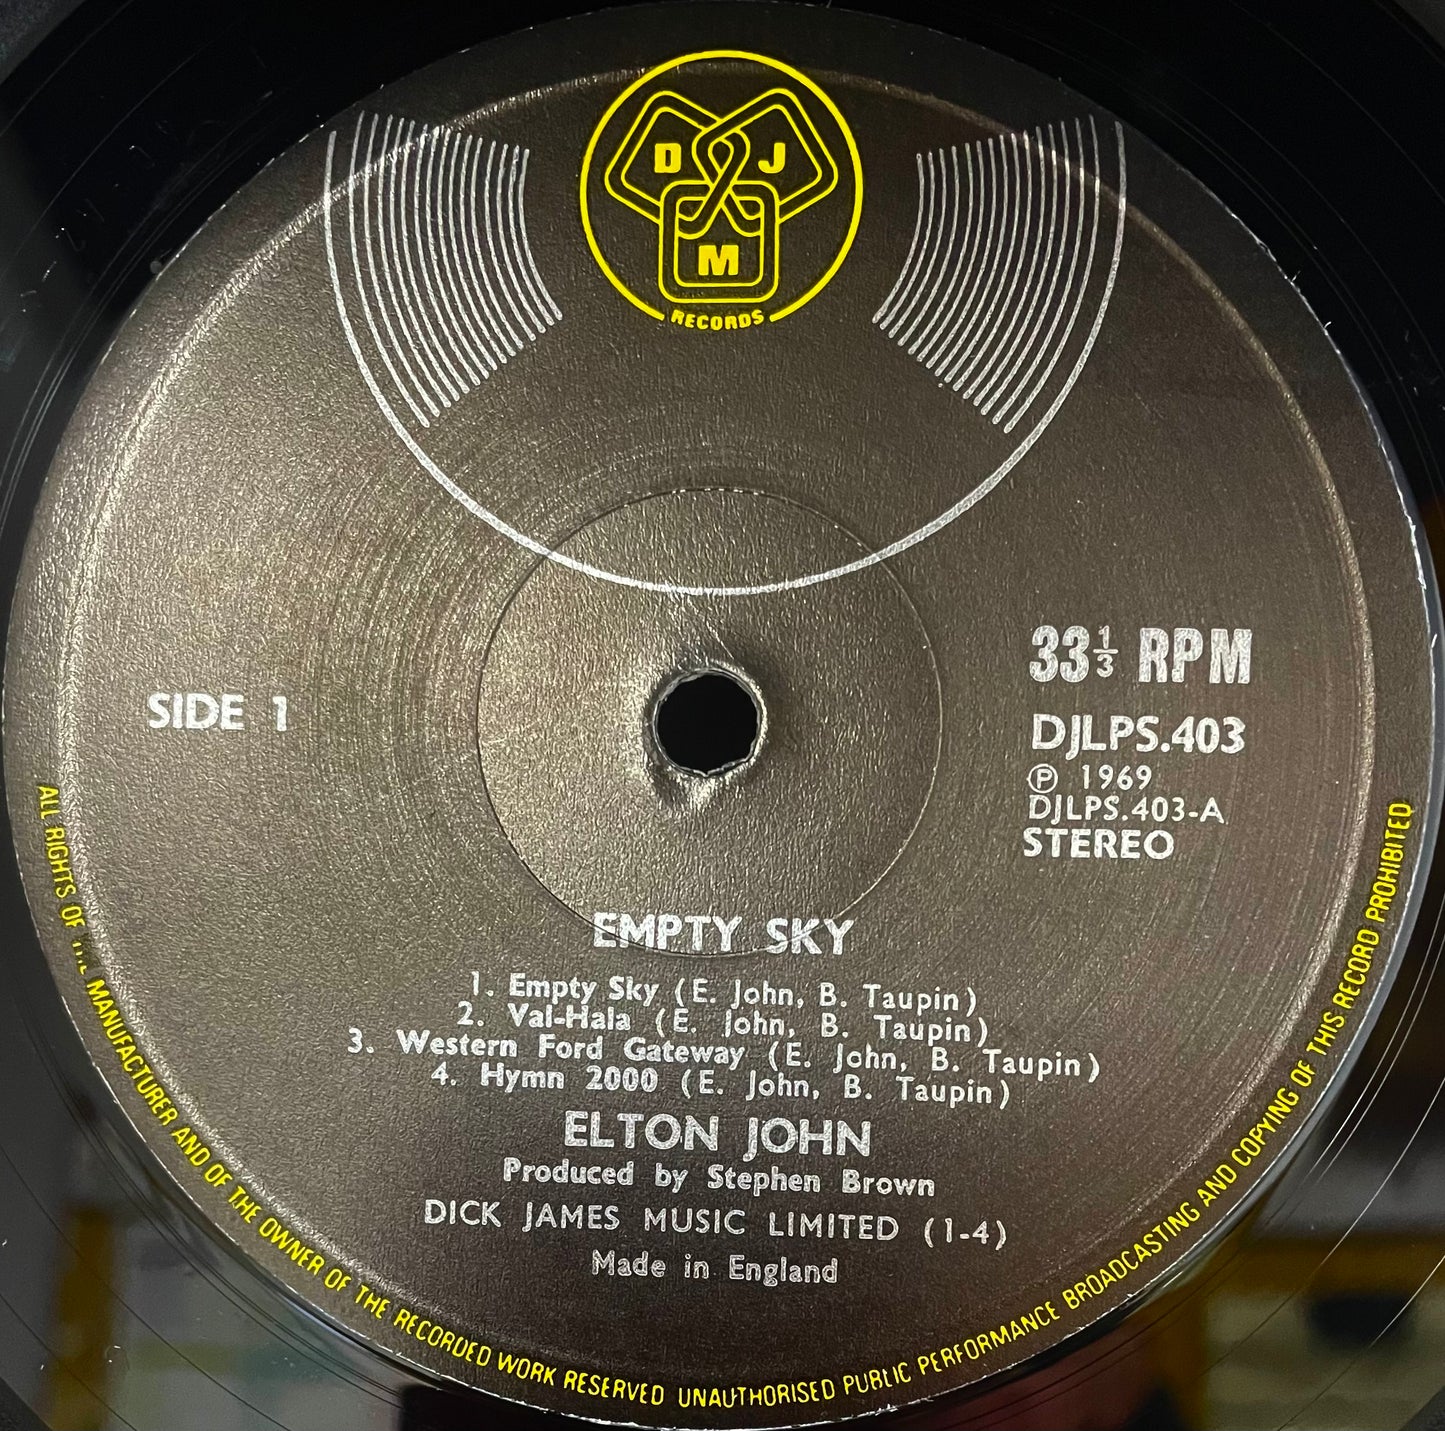 D J
M
RECORDS
33⅓ RPM
SIDE 1
DJLPS.403
Ⓟ 1969
DJLPS.403-A
STEREO
EMPTY SKY
1. Empty Sky (E. John, B. Taupin)
2. Val-Hala (E. John, B. Taupin)
3. Western Ford Gateway (E. John, B. Taupin)
4. Hymn 2000 (E. John, B. Taupin)
ELTON JOHN
Produced by Stephen Brown
DICK JAMES MUSIC LIMITED (1-4)
Made in England
ALL RIGHTS OF THE MANUFACTURER AND OF THE OWNER OF THE RECORDED WORK RESERVED UNAUTHORISED PUBLIC PERFORMANCE BROADCASTING AND COPYING OF THIS RECORD PROHIBITED